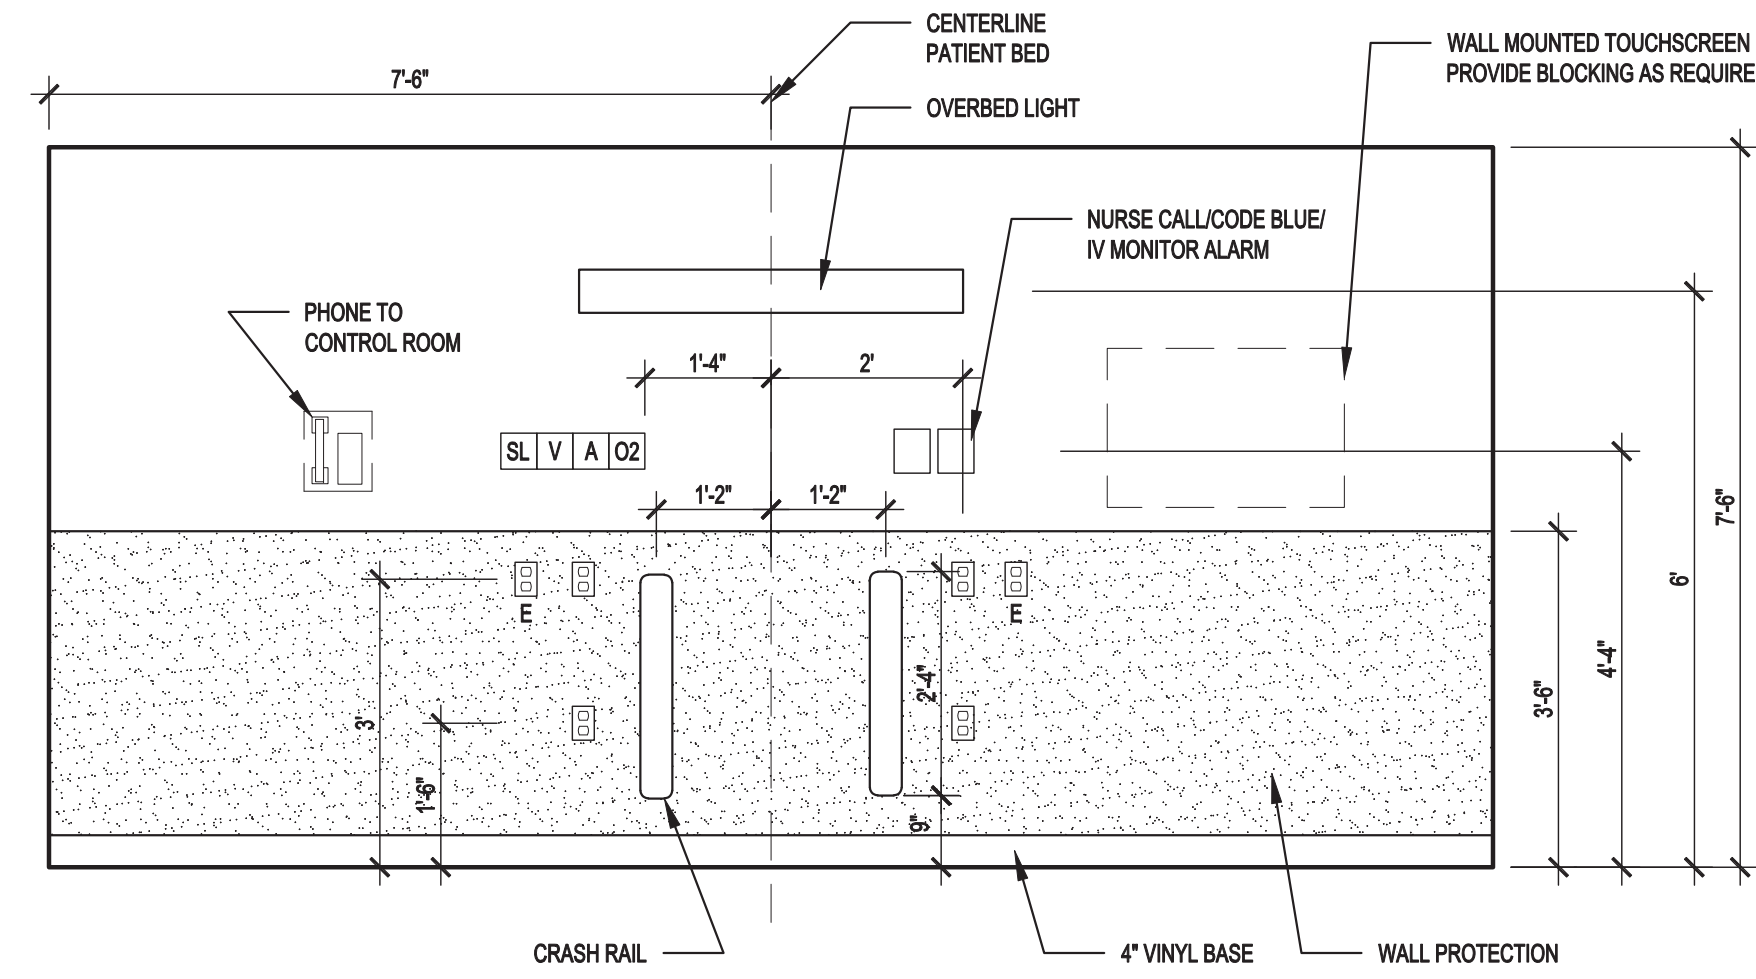 CENTERLINE
PATIENT BED
WALL MOUNTED TOUCHSCREEN
PROVIDE BLOCKING AS REQUIRE
7'-6"
OVERBED LIGHT
NURSE CALL/CODE BLUE/
IV MONITOR ALARM
PHONE TO
CONTROL ROOM
1'-4"
2'
SL V A O2
1'-2"
1'-2"
7'-6"
6'
4'-4"
3'-6"
E
E
2'-4"
3'
1'-6"
9"
CRASH RAIL
4" VINYL BASE
WALL PROTECTION